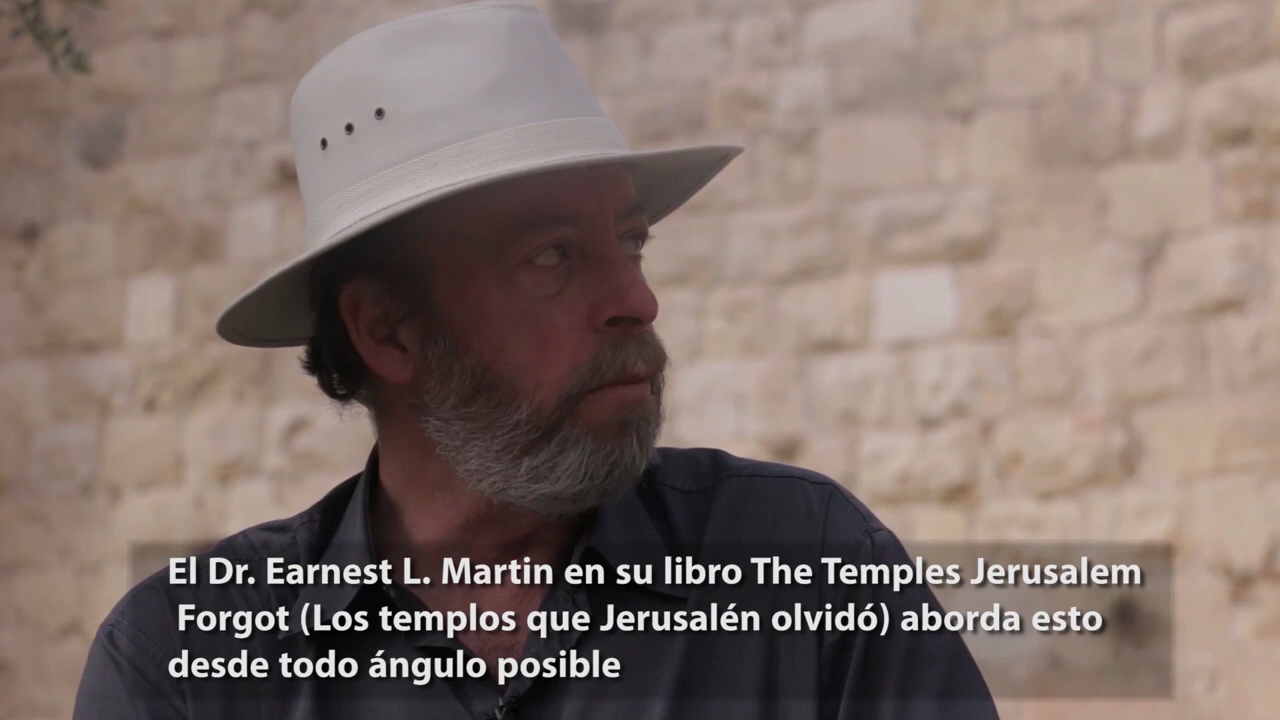 El Dr. Earnest L. Martin en su libro The Temples Jerusalem
Forgot (Los templos que Jerusalén olvidó) aborda esto
desde todo ángulo posible